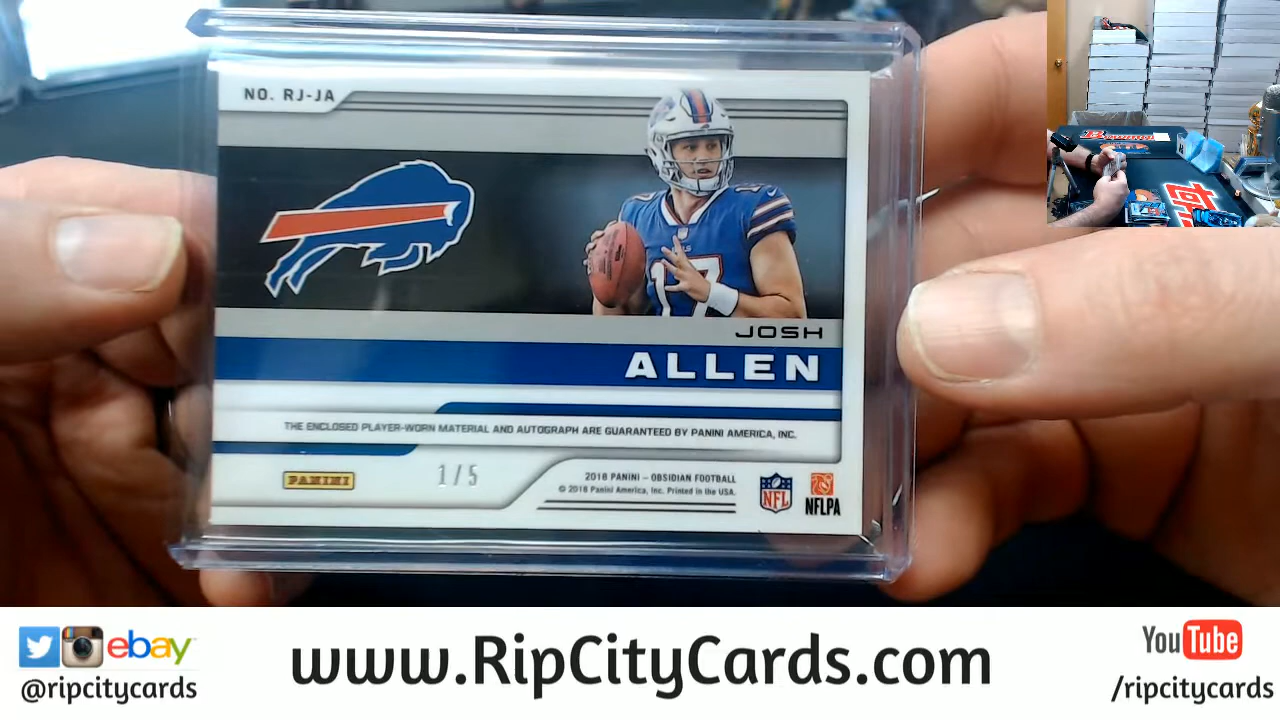 NO. RJ-JA
17
JOSH
ALLEN
THE ENCLOSED PLAYER-WORN MATERIAL AND AUTOGRAPH ARE GUARANTEED BY PANINI AMERICA, INC.
PANINI
1/5
2018 PANINI – OBSIDIAN FOOTBALL
© 2018 Panini America, Inc. Printed in the USA.
NFL
NFLPA
ebay
@ripcitycards
www.RipCityCards.com
YouTube
/ripcitycards